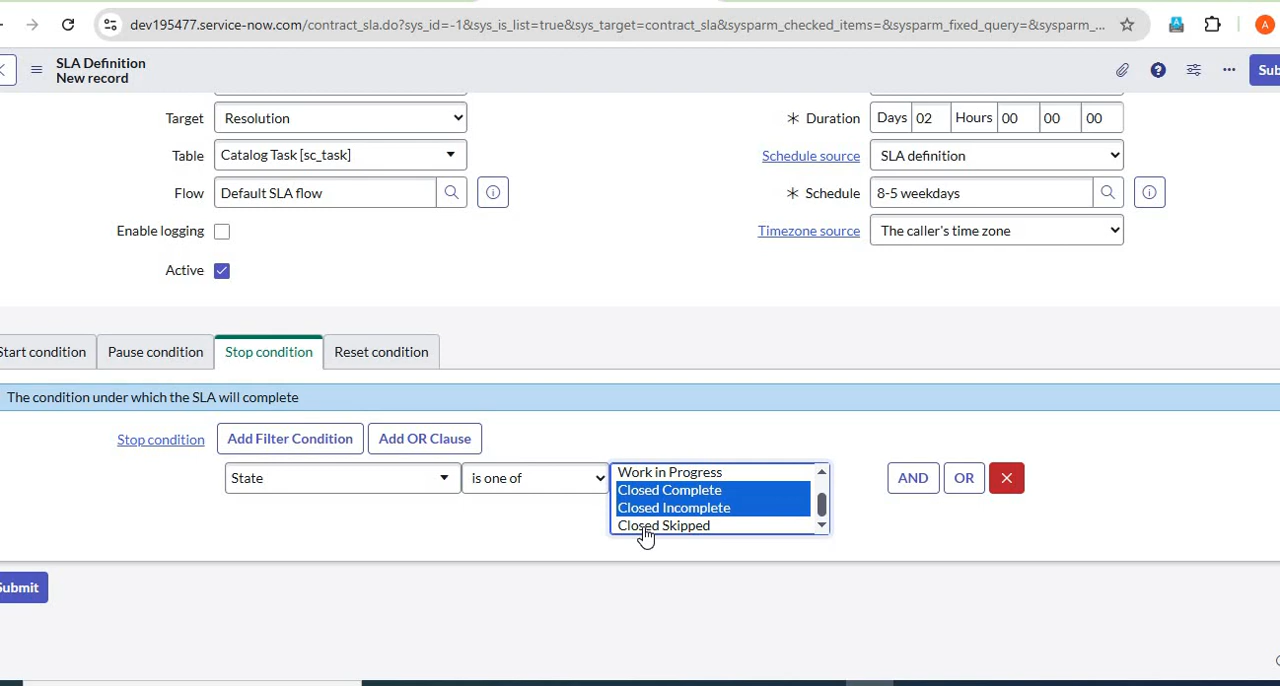 dev195477.service-now.com/contract_sla.do?sys_id=-1&sys_is_list=true&sys_target=contract_sla&sysparm_checked_items=&sysparm_fixed_query=&sysparm_...
A
SLA Definition
New record
Sub
Target Resolution
Duration Days 02 Hours 00 00 00
Table Catalog Task [sc_task]
Schedule source SLA definition
Flow Default SLA flow
Schedule 8-5 weekdays
Enable logging
Timezone source The caller's time zone
Active
Start condition Pause condition Stop condition Reset condition
The condition under which the SLA will complete
Stop condition Add Filter Condition Add OR Clause
Work in Progress
State is one of AND OR
Closed Complete
Closed Incomplete
Closed Skipped
Submit